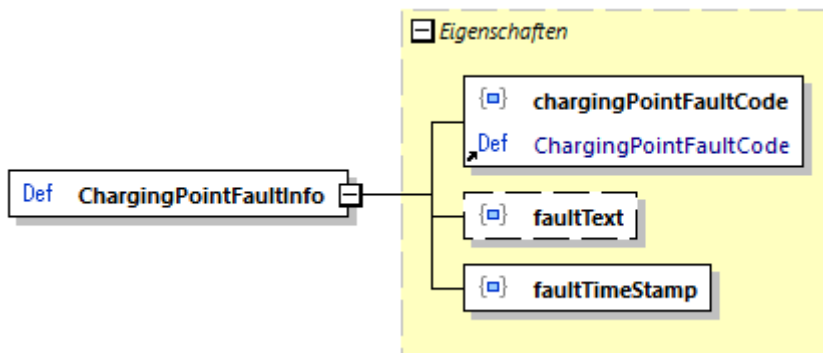 Eigenschaften
{} chargingPointFaultCode
Def ChargingPointFaultCode
Def ChargingPointFaultInfo
{} faultText
{} faultTimeStamp